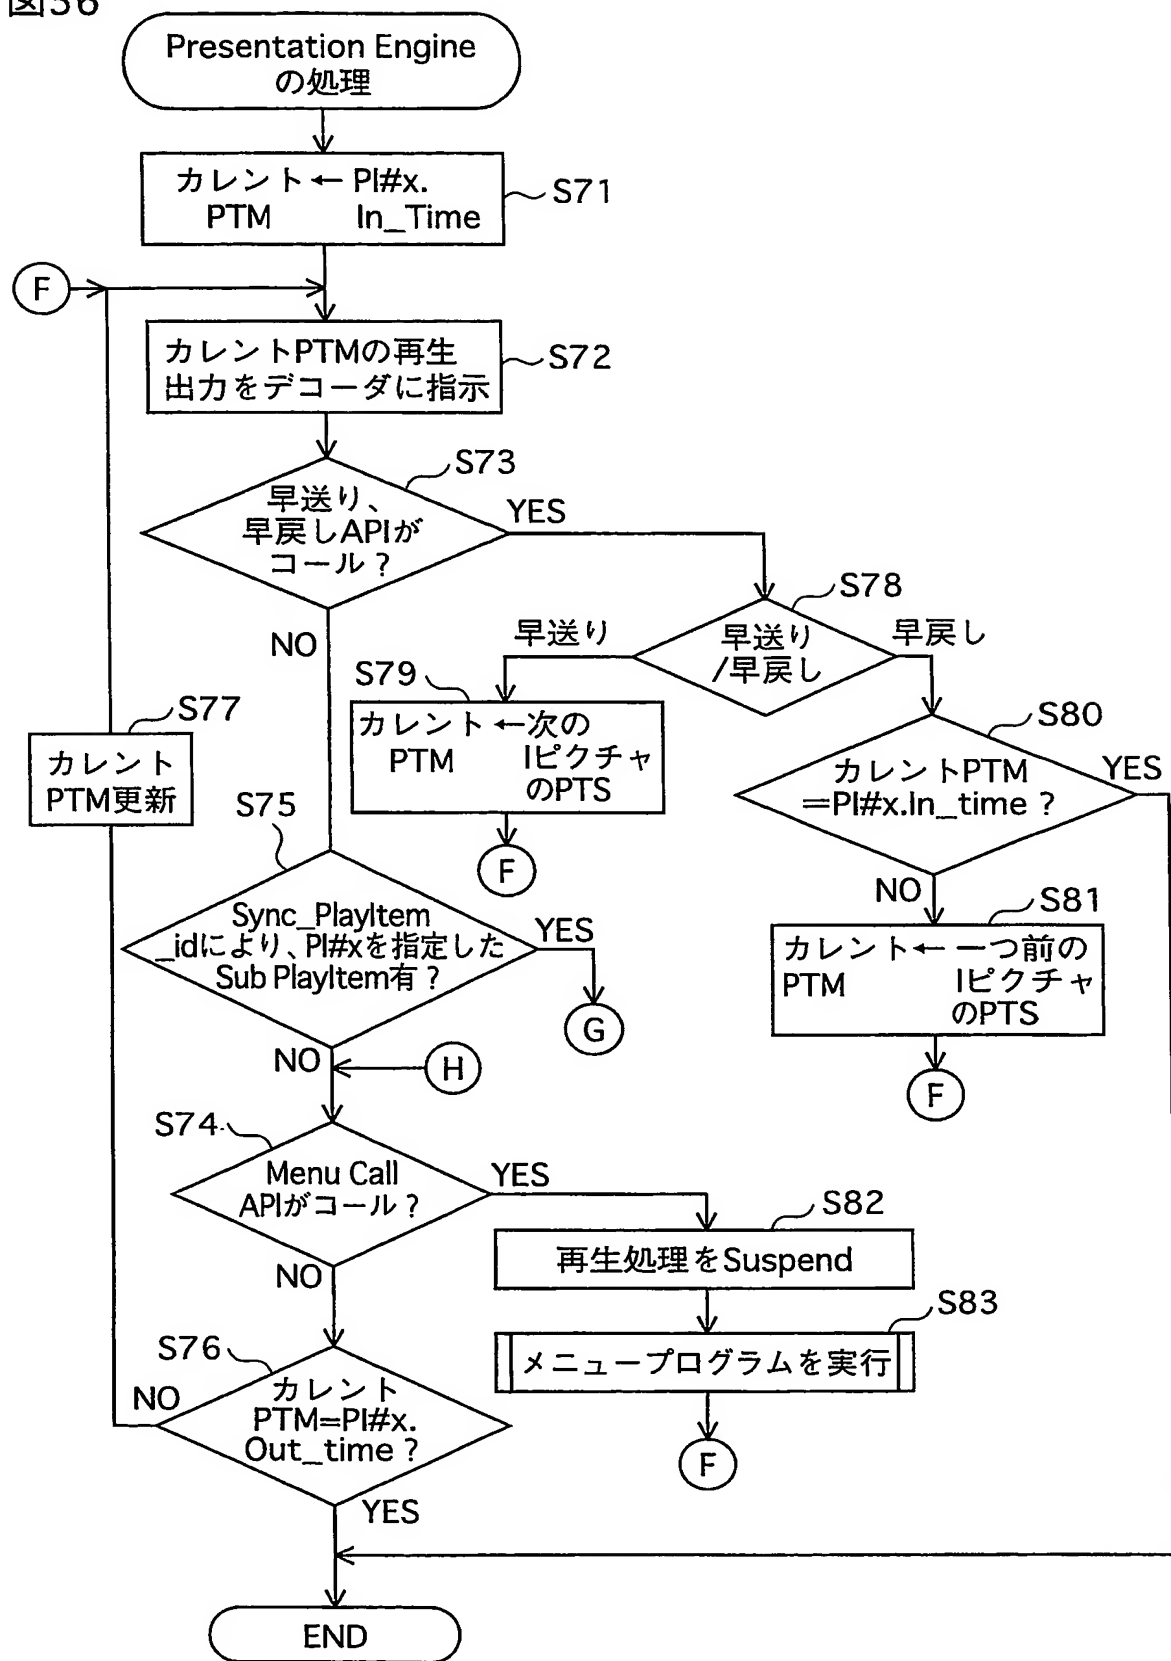 図36
Presentation Engine
の処理
カレント ← PI#x.
PTM In_Time
S71
F
カレントPTMの再生
出力をデコーダに指示
S72
S73
早送り、
早戻しAPIが
コール？
YES
NO
S78
早送り
/早戻し
早送り
早戻し
S79
カレント ←次の
PTM Iピクチャ
のPTS
F
S80
カレントPTM
=PI#x.In_time？
YES
NO
S81
カレント← 一つ前の
PTM Iピクチャ
のPTS
F
S77
カレント
PTM更新
S75
Sync_PlayItem
_idにより、PI#xを指定した
Sub PlayItem有？
YES
G
NO
H
S74
Menu Call
APIがコール？
YES
NO
S82
再生処理をSuspend
S83
メニュープログラムを実行
F
S76
カレント
PTM=PI#x.
Out_time？
NO
YES
END